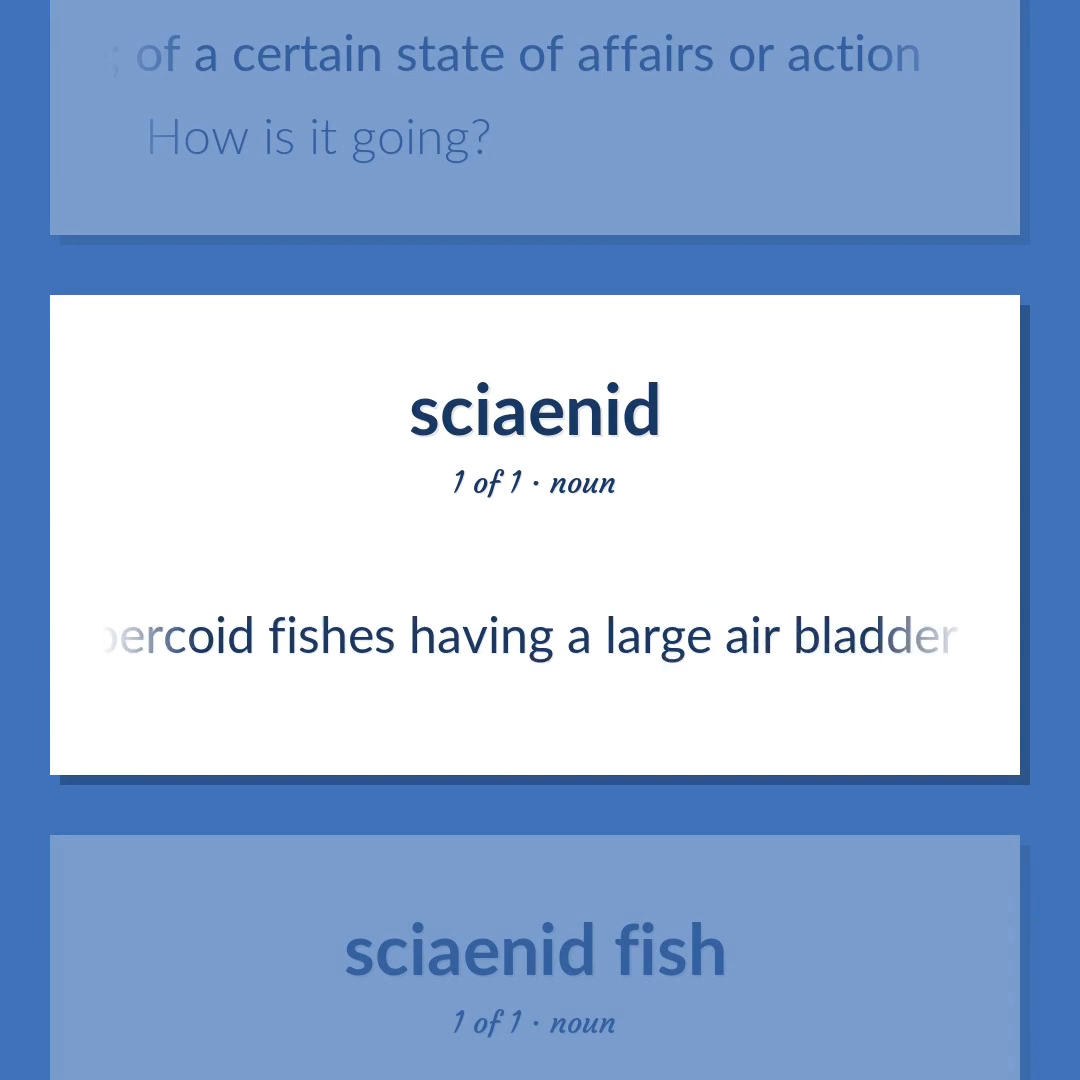 ; of a certain state of affairs or action
How is it going?
sciaenid
1 of 1 · noun
percoid fishes having a large air bladder
sciaenid fish
1 of 1 · noun